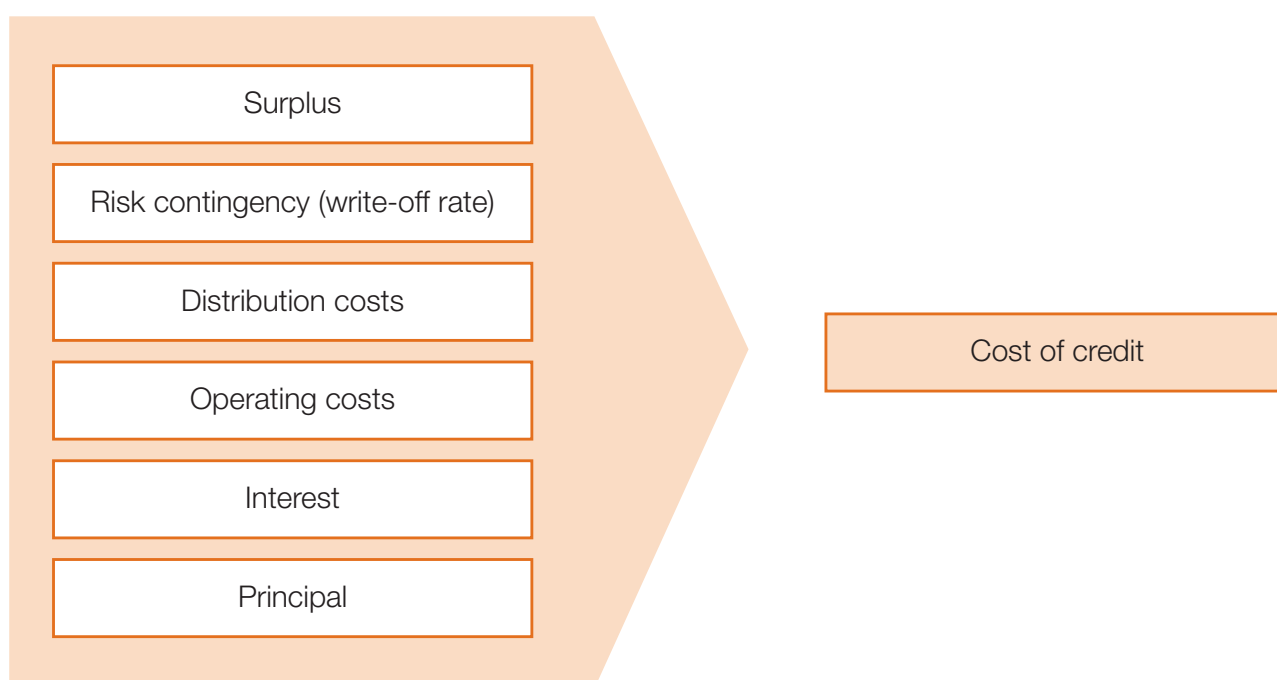 Surplus
Risk contingency (write-off rate)
Distribution costs
Operating costs
Interest
Principal
Cost of credit